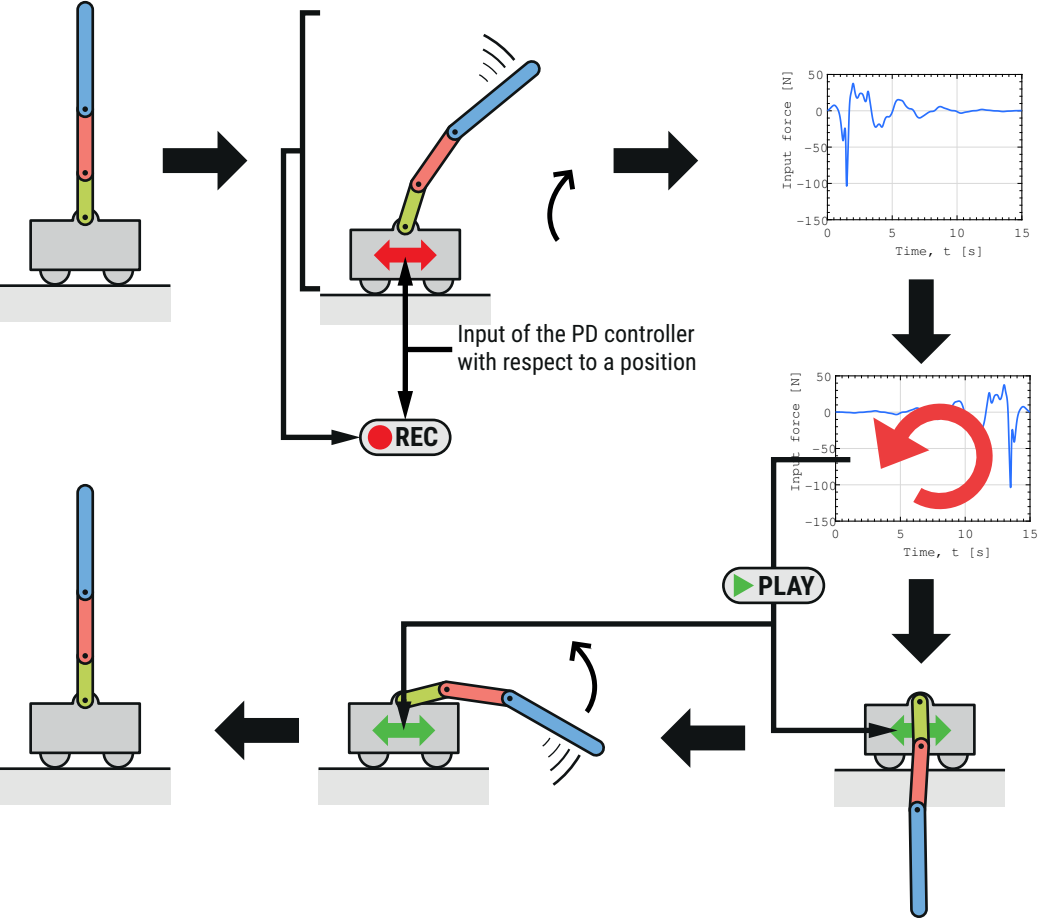 50
0
−50
−100
−150
Input force [N]
0 5 10 15
Time, t [s]
Input of the PD controller
with respect to a position
REC
50
0
−50
−100
−150
Input force [N]
0 5 10 15
Time, t [s]
PLAY